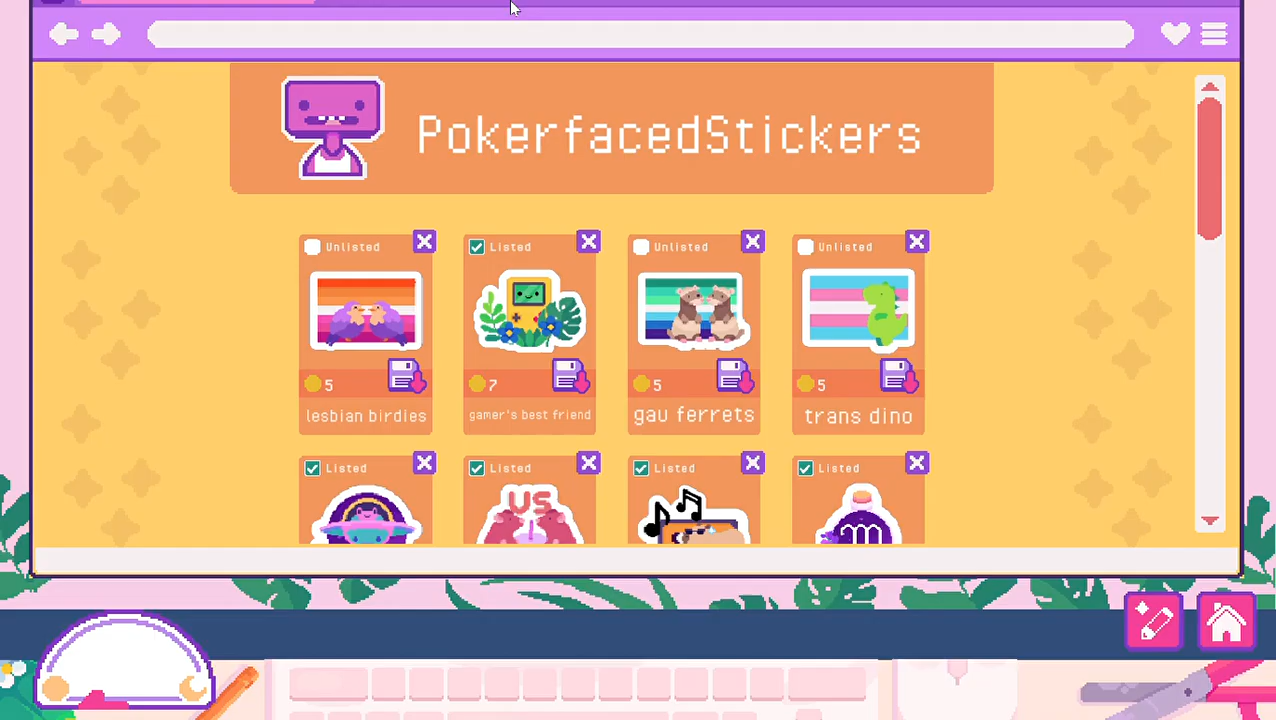 PokerfacedStickers
Unlisted Listed Unlisted Unlisted
5 7 5 5
lesbian birdies gamer's best friend gau ferrets trans dino
Listed Listed Listed Listed
US